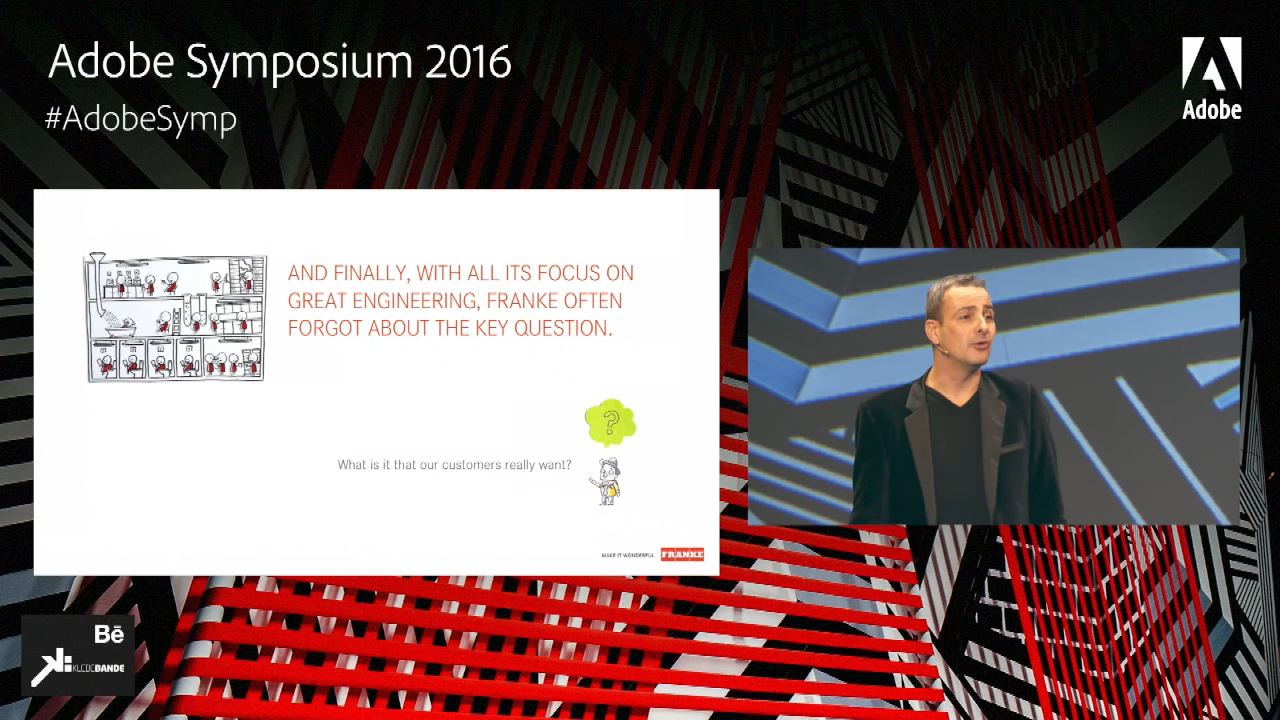 Adobe Symposium 2016
#AdobeSymp
Adobe
AND FINALLY, WITH ALL ITS FOCUS ON
GREAT ENGINEERING, FRANKE OFTEN
FORGOT ABOUT THE KEY QUESTION.
?
What is it that our customers really want?
MAKE IT WONDERFUL
FRANKE
Bē